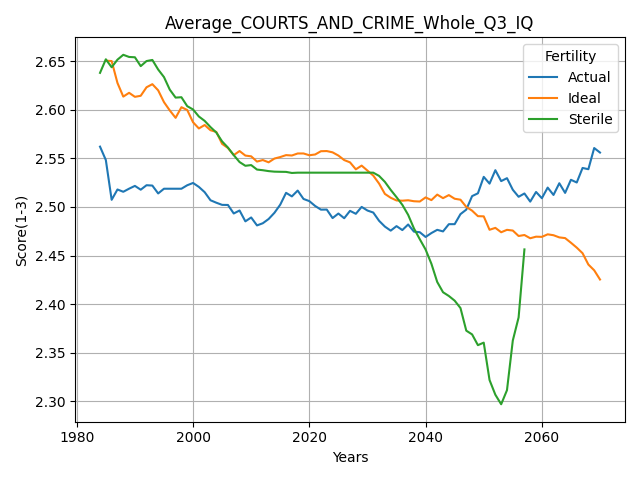 Average_COURTS_AND_CRIME_Whole_Q3_IQ
Fertility
Actual
Ideal
Sterile
Score(1-3)
2.65
2.60
2.55
2.50
2.45
2.40
2.35
2.30
1980
2000
2020
2040
2060
Years